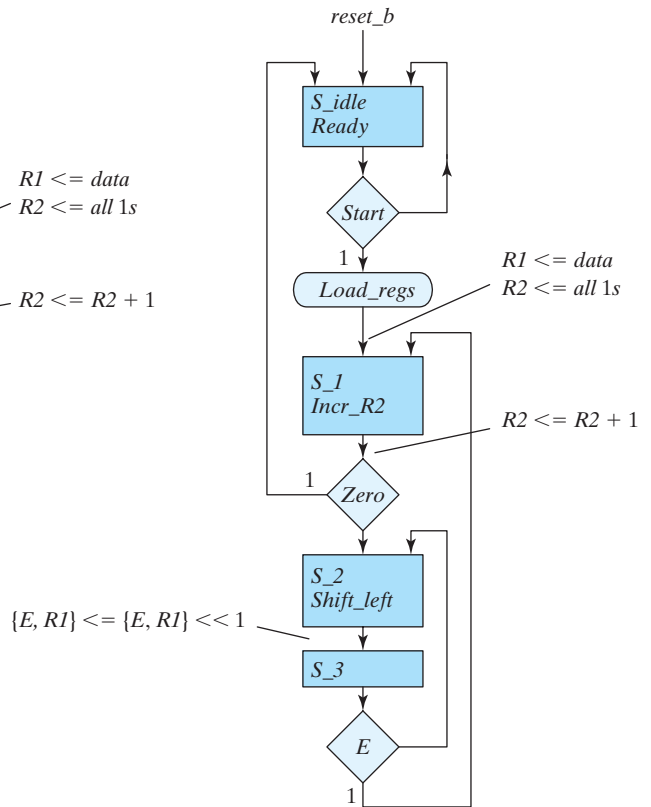 reset_b
S_idle
Ready
R1 <= data
R2 <= all 1s
Start
1
R1 <= data
R2 <= all 1s
Load_regs
R2 <= R2 + 1
S_1
Incr_R2
R2 <= R2 + 1
1
Zero
S_2
Shift_left
{E, R1} <= {E, R1} << 1
S_3
E
1